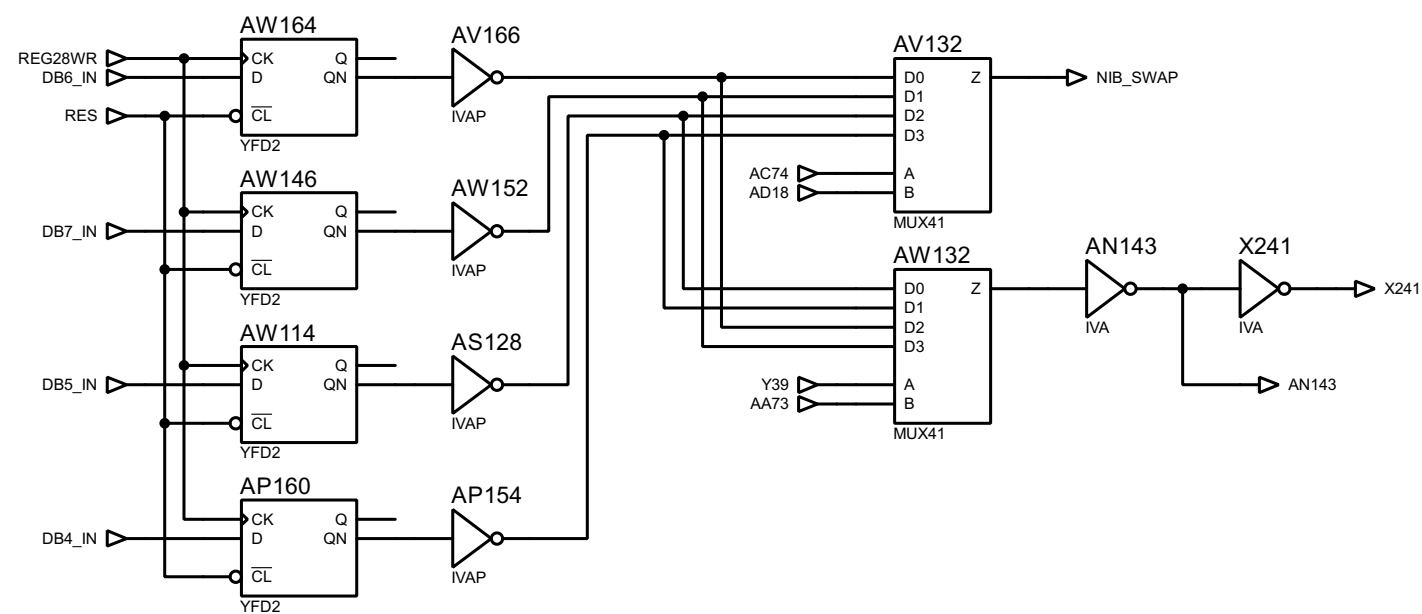 AW164
REG28WR
CK
Q
DB6_IN
D
QN
RES
CL
YFD2
AV166
IVAP
AV132
D0
Z
D1
D2
D3
AC74
A
AD18
B
MUX41
NIB_SWAP
AW146
CK
Q
DB7_IN
D
QN
CL
YFD2
AW152
IVAP
AW132
D0
Z
D1
D2
D3
Y39
A
AA73
B
MUX41
AN143
IVA
X241
IVA
X241
AN143
AW114
CK
Q
DB5_IN
D
QN
CL
YFD2
AS128
IVAP
AP160
CK
Q
DB4_IN
D
QN
CL
YFD2
AP154
IVAP